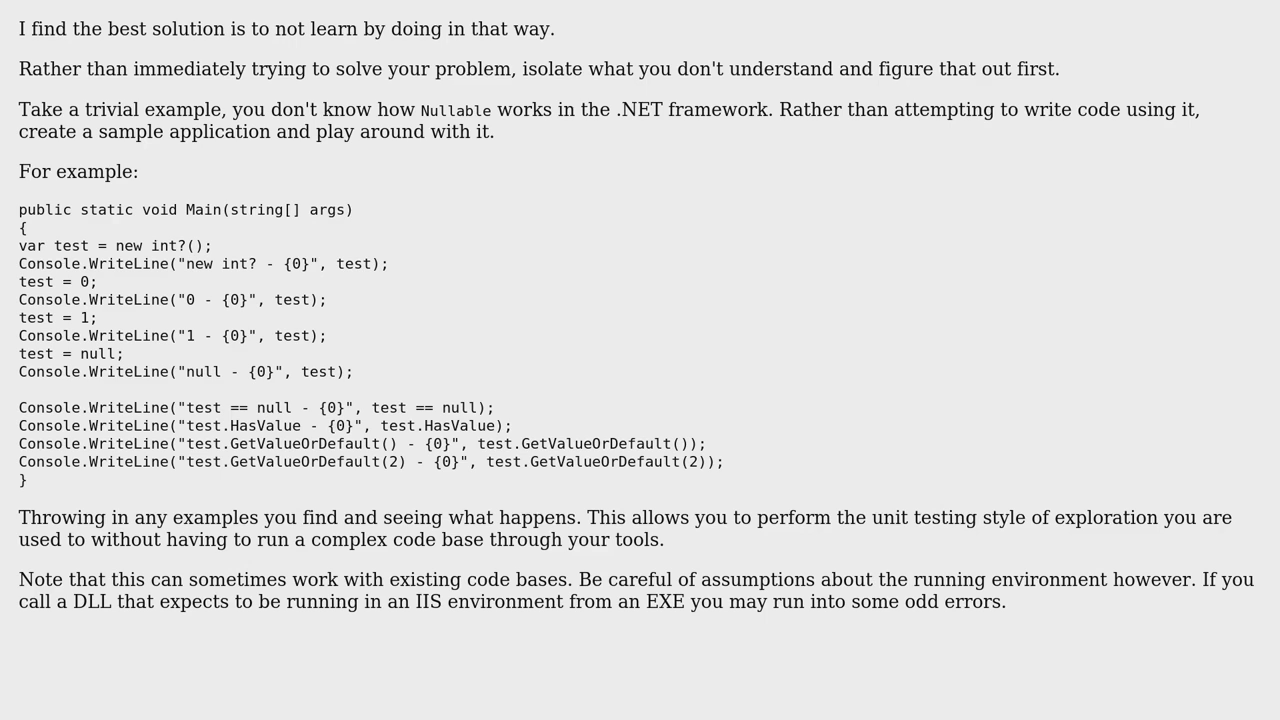 I find the best solution is to not learn by doing in that way.
Rather than immediately trying to solve your problem, isolate what you don't understand and figure that out first.
Take a trivial example, you don't know how Nullable works in the .NET framework. Rather than attempting to write code using it,
create a sample application and play around with it.
For example:
public static void Main(string[] args)
{
var test = new int?();
Console.WriteLine("new int? - {0}", test);
test = 0;
Console.WriteLine("0 - {0}", test);
test = 1;
Console.WriteLine("1 - {0}", test);
test = null;
Console.WriteLine("null - {0}", test);
Console.WriteLine("test == null - {0}", test == null);
Console.WriteLine("test.HasValue - {0}", test.HasValue);
Console.WriteLine("test.GetValueOrDefault() - {0}", test.GetValueOrDefault());
Console.WriteLine("test.GetValueOrDefault(2) - {0}", test.GetValueOrDefault(2));
}
Throwing in any examples you find and seeing what happens. This allows you to perform the unit testing style of exploration you are
used to without having to run a complex code base through your tools.
Note that this can sometimes work with existing code bases. Be careful of assumptions about the running environment however. If you
call a DLL that expects to be running in an IIS environment from an EXE you may run into some odd errors.